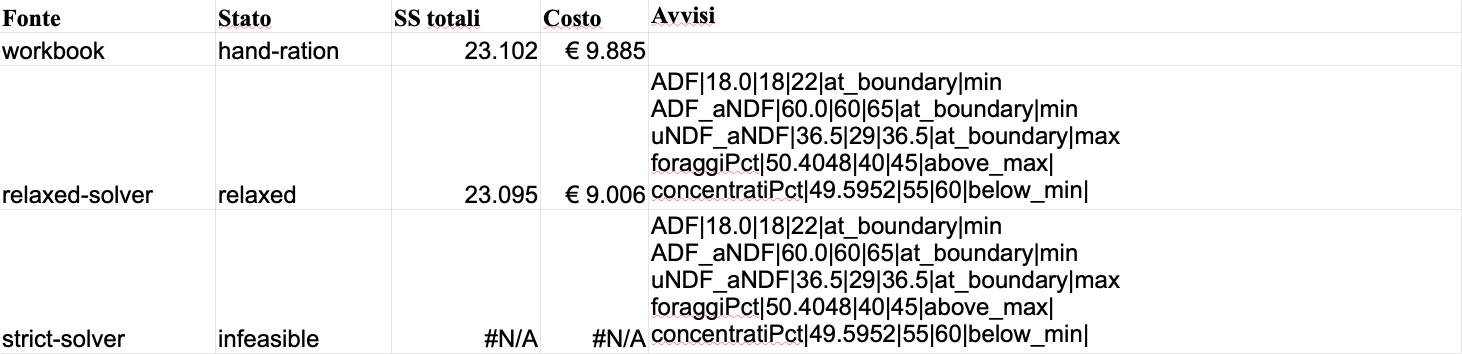 Fonte Stato SS totali Costo Avvisi
workbook hand-ration 23.102 € 9.885
ADF|18.0|18|22|at_boundary|min
ADF_aNDF|60.0|60|65|at_boundary|min
uNDF_aNDF|36.5|29|36.5|at_boundary|max
foraggiPct|50.4048|40|45|above_max|
relaxed-solver relaxed 23.095 € 9.006 concentratiPct|49.5952|55|60|below_min|
ADF|18.0|18|22|at_boundary|min
ADF_aNDF|60.0|60|65|at_boundary|min
uNDF_aNDF|36.5|29|36.5|at_boundary|max
foraggiPct|50.4048|40|45|above_max|
strict-solver infeasible #N/A #N/A concentratiPct|49.5952|55|60|below_min|